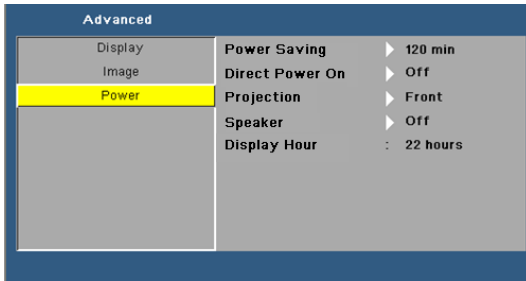 Advanced
Display
Image
Power
Power Saving 120 min
Direct Power On Off
Projection Front
Speaker Off
Display Hour : 22 hours